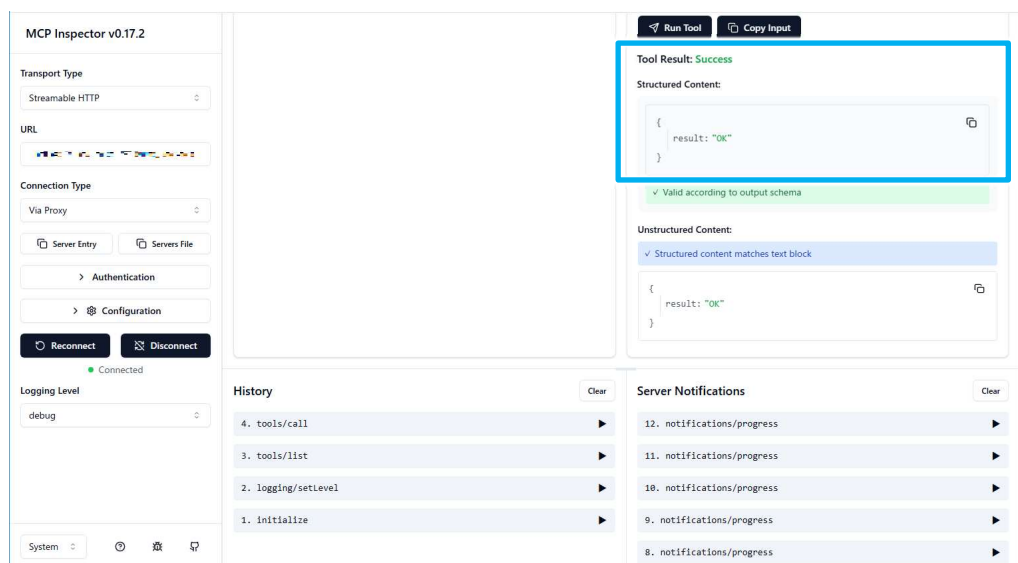 MCP Inspector v0.17.2
Transport Type
Streamable HTTP
URL
Connection Type
Via Proxy
Server Entry
Servers File
Authentication
Configuration
Reconnect
Disconnect
Connected
Logging Level
debug
System
Run Tool
Copy Input
Tool Result: Success
Structured Content:
{
result: "OK"
}
✓ Valid according to output schema
Unstructured Content:
✓ Structured content matches text block
{
result: "OK"
}
History
Clear
4. tools/call
3. tools/list
2. logging/setLevel
1. initialize
Server Notifications
Clear
12. notifications/progress
11. notifications/progress
10. notifications/progress
9. notifications/progress
8. notifications/progress